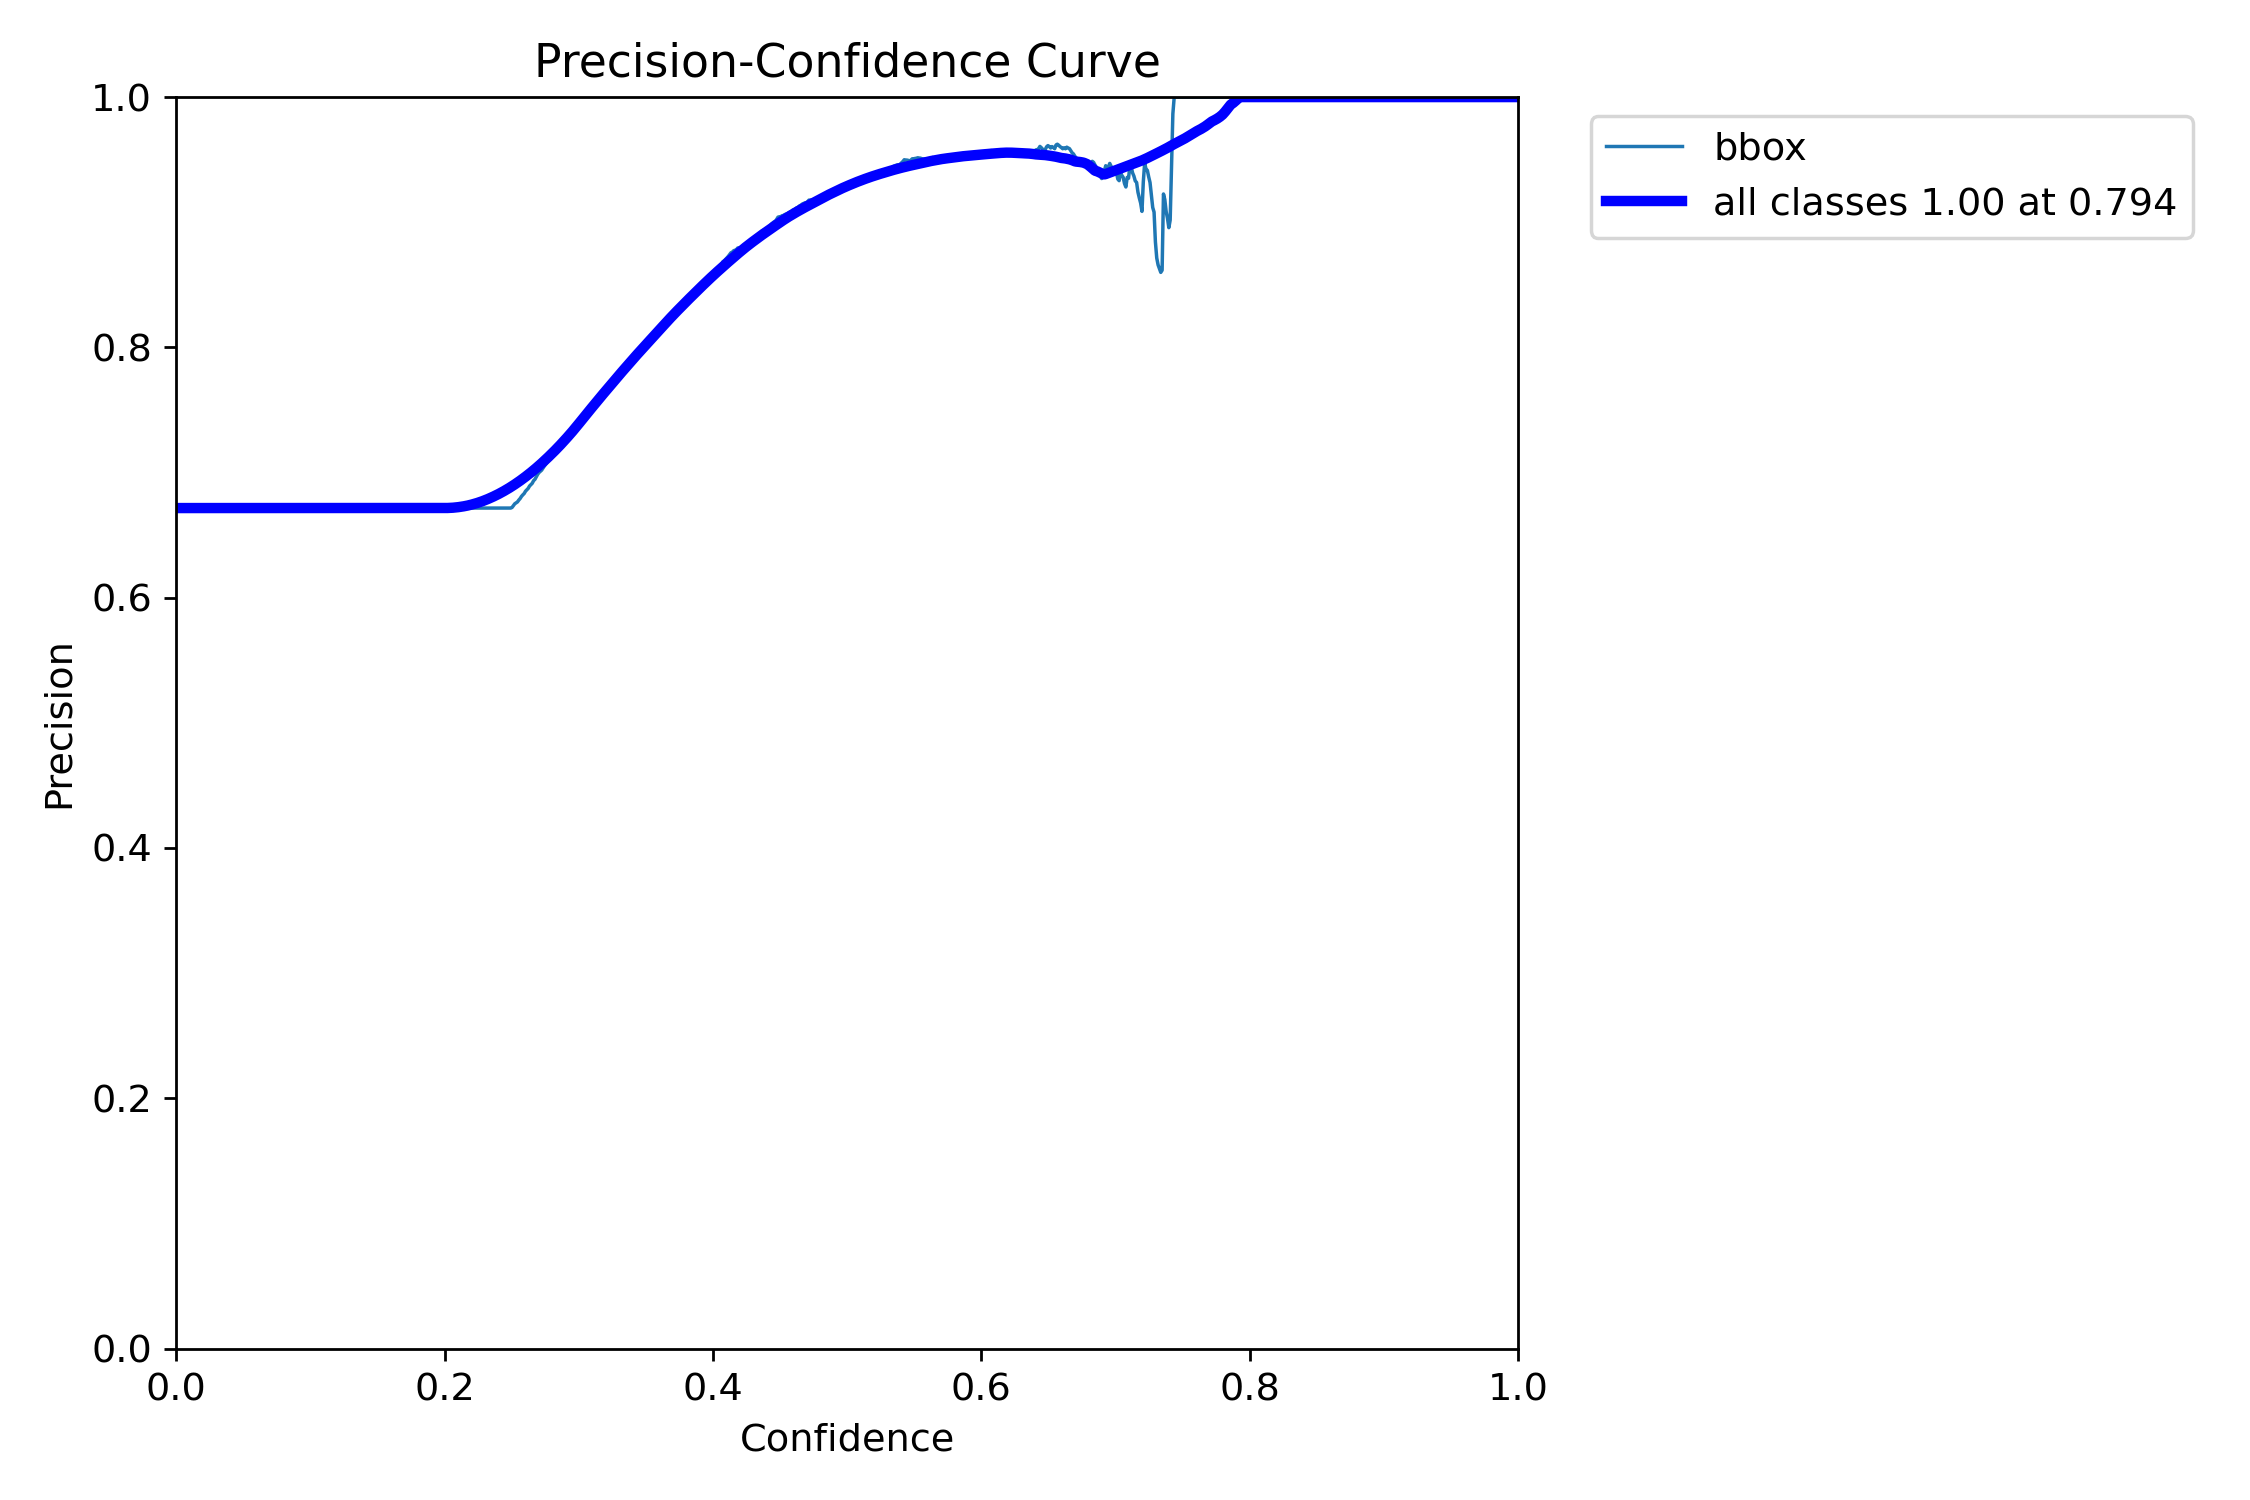 Precision-Confidence Curve
1.0
0.8
0.6
0.4
0.2
0.0
Precision
0.0 0.2 0.4 0.6 0.8 1.0
Confidence
bbox
all classes 1.00 at 0.794